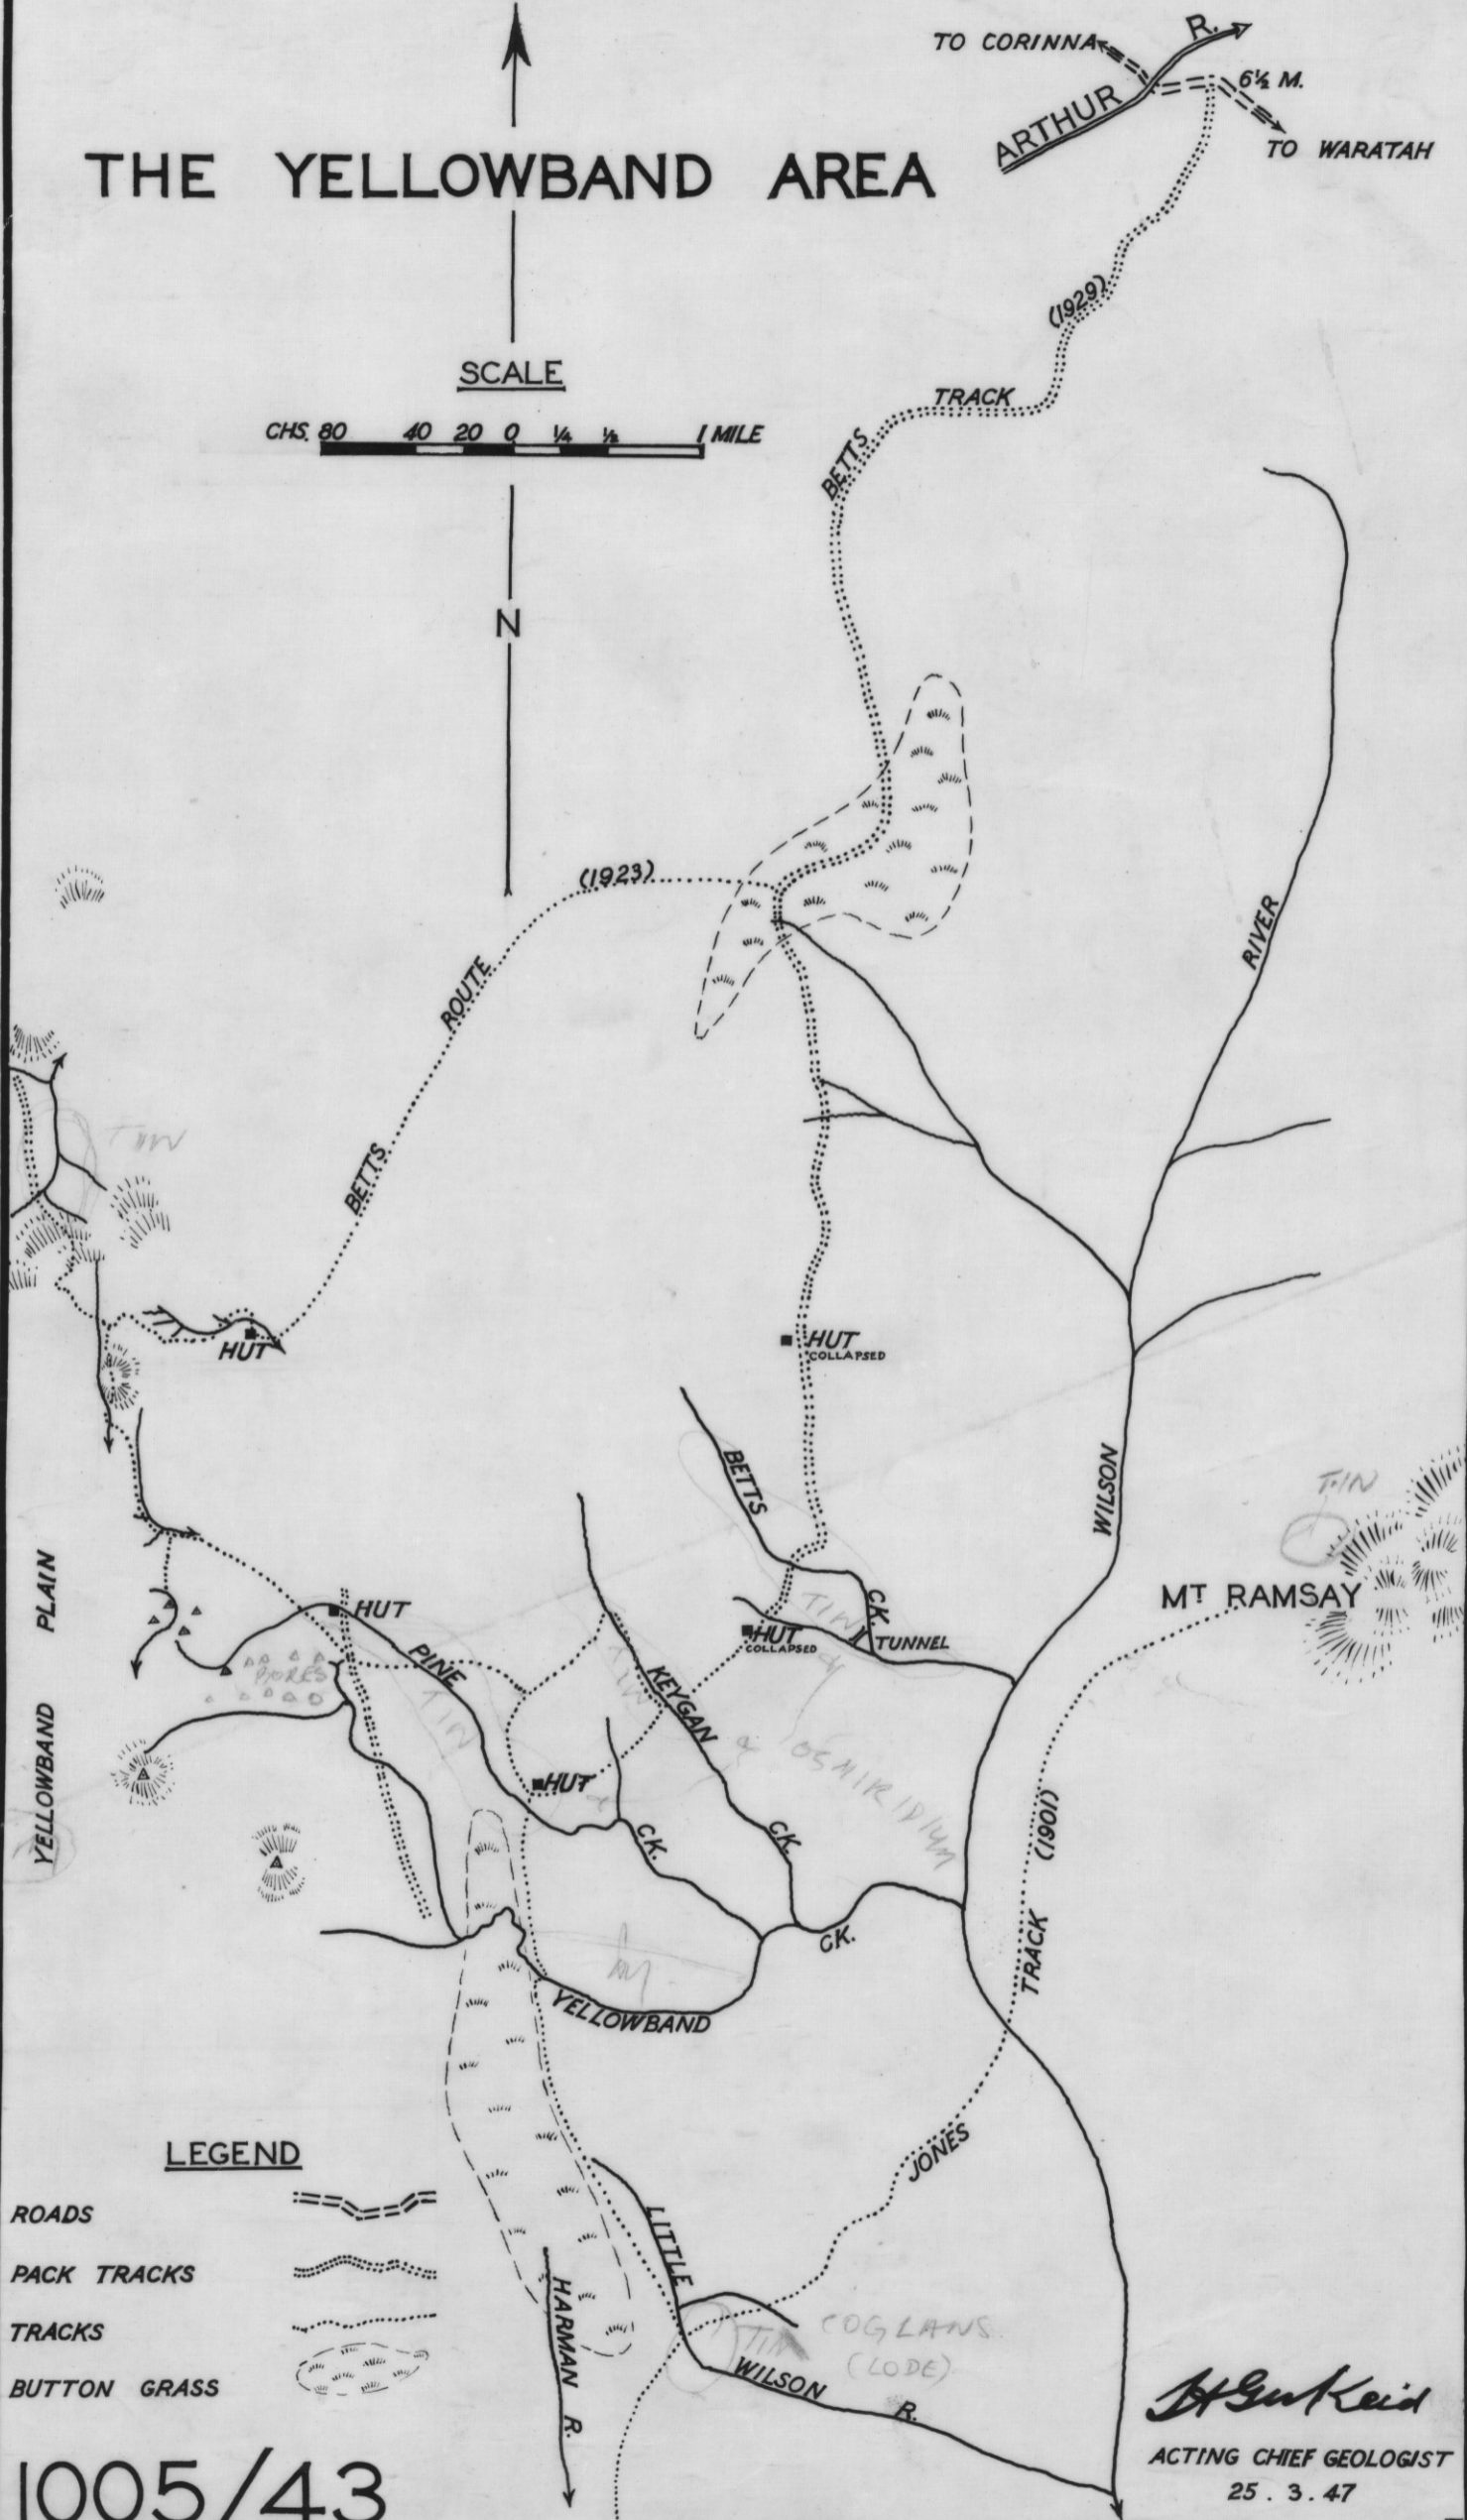 TO CORINNA
R.
ARTHUR
6½ M.
TO WARATAH
THE YELLOWBAND AREA
(1929)
SCALE
TRACK
BETTS
CHS. 80 40 20 0 ¼ ½ 1 MILE
N
(1923)
ROUTE
BETTS
RIVER
WILSON
TIN
HUT
HUT
COLLAPSED
BETTS
CK.
TIN
TUNNEL
HUT
COLLAPSED
TIN
MT RAMSAY
PLAIN
YELLOWBAND
HUT
PINE
CK.
TIN
KEYGAN
CK.
TIN
& OSMIRIDIUM
HUT
CK.
YELLOWBAND
(1901)
TRACK
JONES
LITTLE
WILSON R.
TIN
COGLANS
(LODE)
HARMAN R.
LEGEND
ROADS
PACK TRACKS
TRACKS
BUTTON GRASS
1005/43
ACTING CHIEF GEOLOGIST
25.3.47